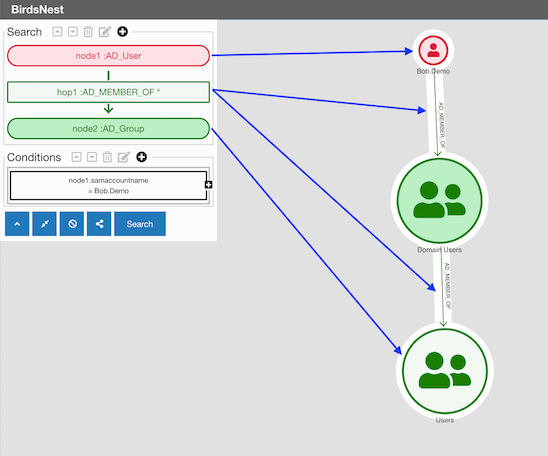 BirdsNest
Search
node1 :AD_User
hop1 :AD_MEMBER_OF *
node2 :AD_Group
Conditions
node1.samaccountname
= Bob.Demo
Search
Bob.Demo
AD_MEMBER_OF
Domain Users
AD_MEMBER_OF
Users